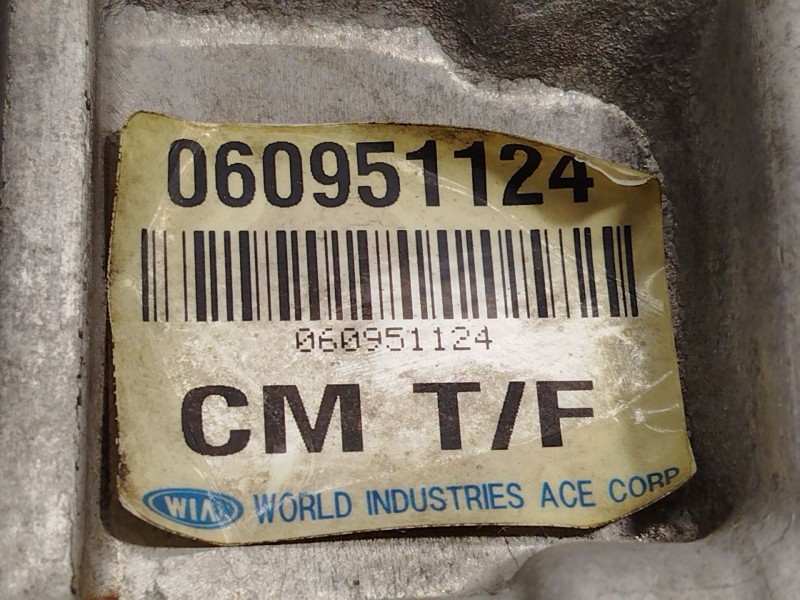 060951124
060951124
CM T/F
WIA WORLD INDUSTRIES ACE CORP